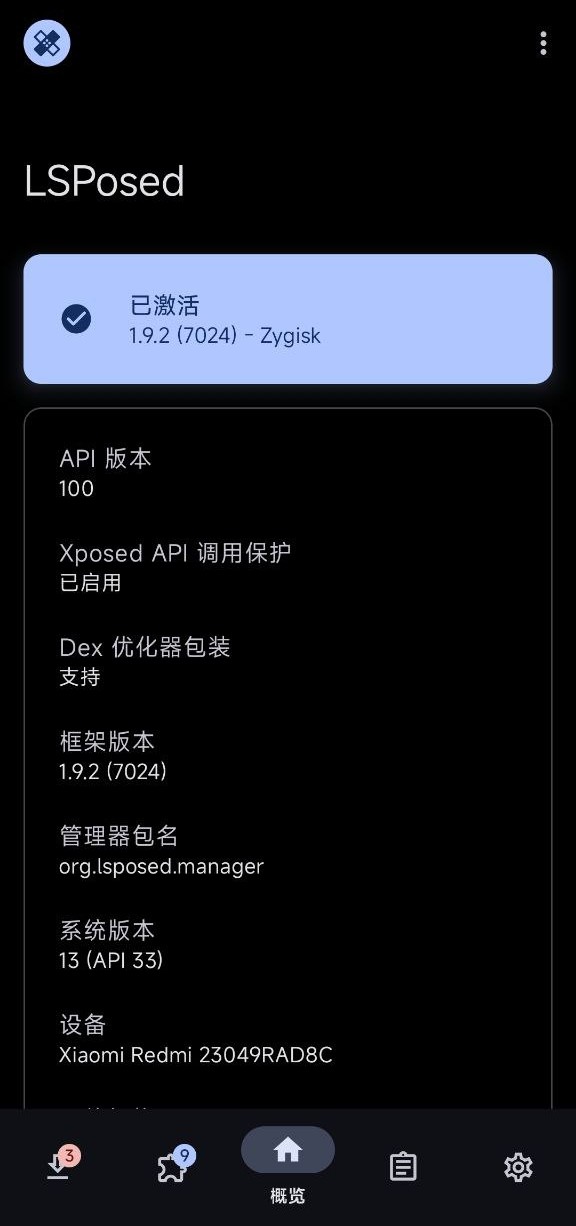 LSPosed
已激活
1.9.2 (7024) - Zygisk
API 版本
100
Xposed API 调用保护
已启用
Dex 优化器包装
支持
框架版本
1.9.2 (7024)
管理器包名
org.lsposed.manager
系统版本
13 (API 33)
设备
Xiaomi Redmi 23049RAD8C
3
9
概览